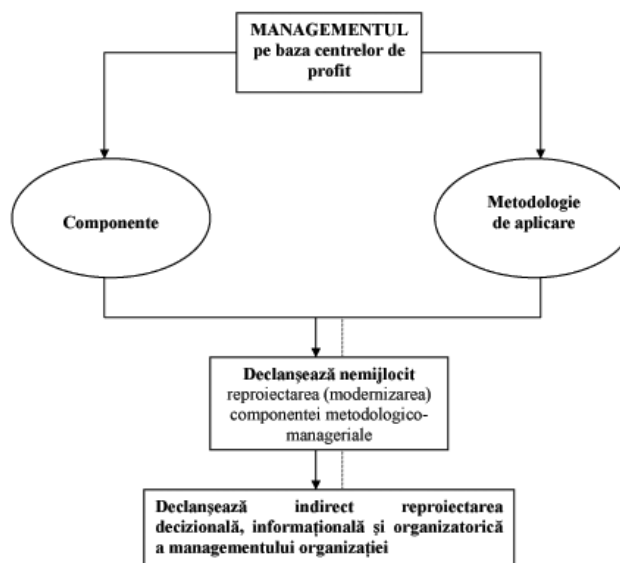 MANAGEMENTUL
pe baza centrelor de
profit
Componente
Metodologie
de aplicare
Declanşează nemijlocit
reproiectarea (modernizarea)
componentei metodologico-
manageriale
Declanşează indirect reproiectarea
decizională, informaţională şi organizatorică
a managementului organizaţiei